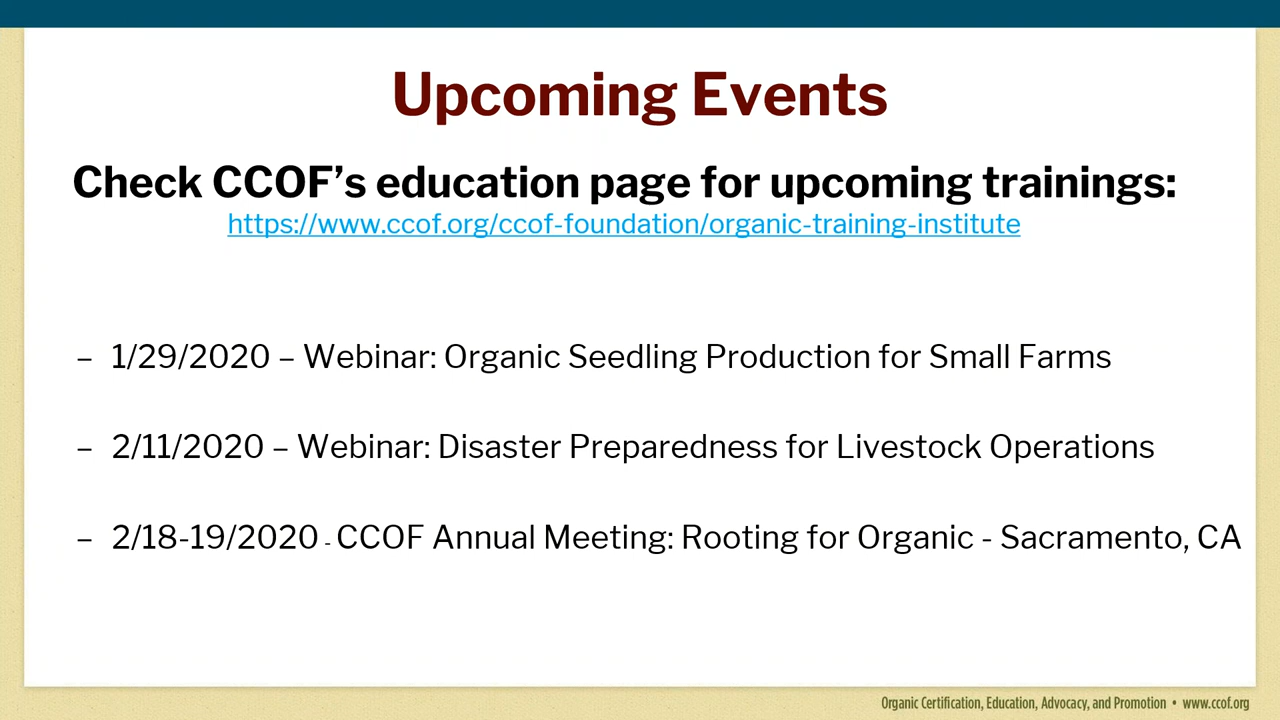 Upcoming Events
Check CCOF’s education page for upcoming trainings:
https://www.ccof.org/ccof-foundation/organic-training-institute
– 1/29/2020 – Webinar: Organic Seedling Production for Small Farms
– 2/11/2020 – Webinar: Disaster Preparedness for Livestock Operations
– 2/18-19/2020 - CCOF Annual Meeting: Rooting for Organic - Sacramento, CA
Organic Certification, Education, Advocacy, and Promotion • www.ccof.org